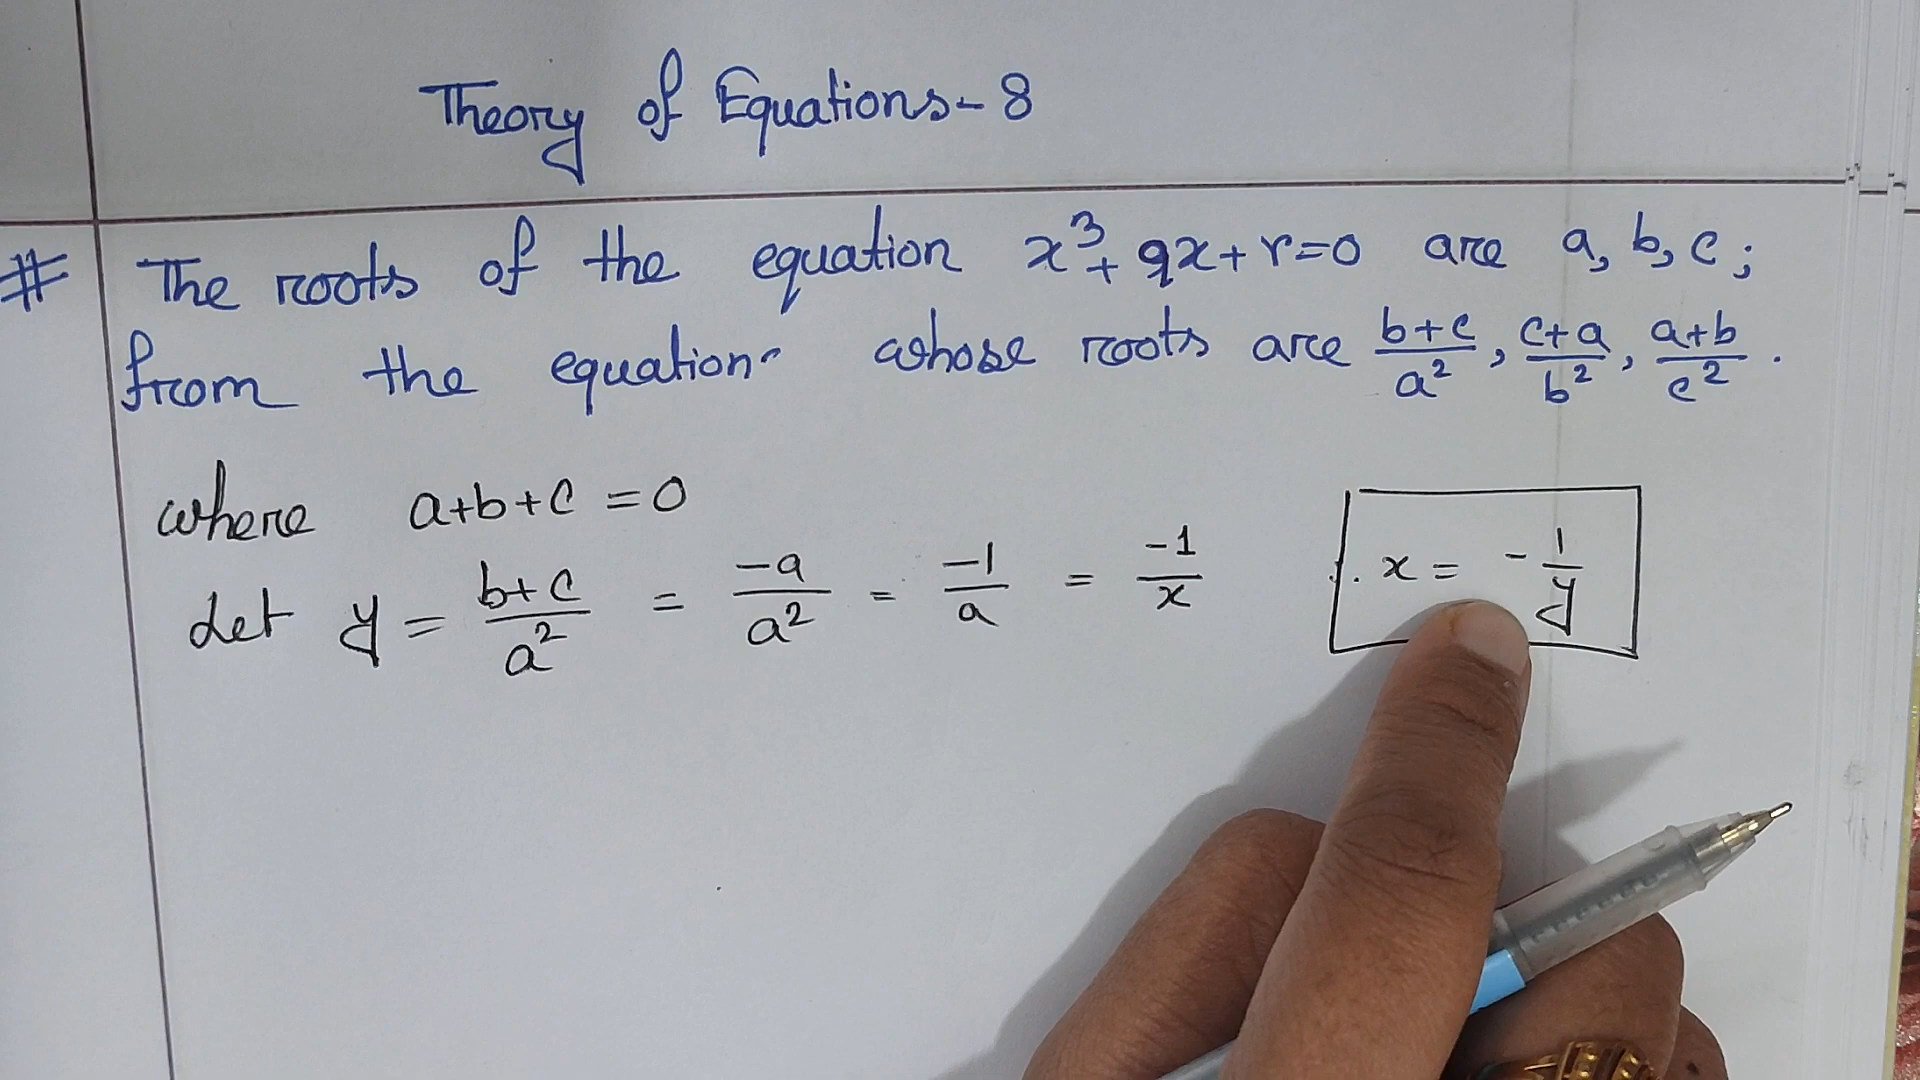 Theory of Equations - 8
# The roots of the equation x³ + qx + r = 0 are a, b, c;
from the equation whose roots are (b+c)/a², (c+a)/b², (a+b)/c².
where a+b+c = 0
Let y = (b+c)/a² = -a/a² = -1/a = -1/x ∴ x = -1/y